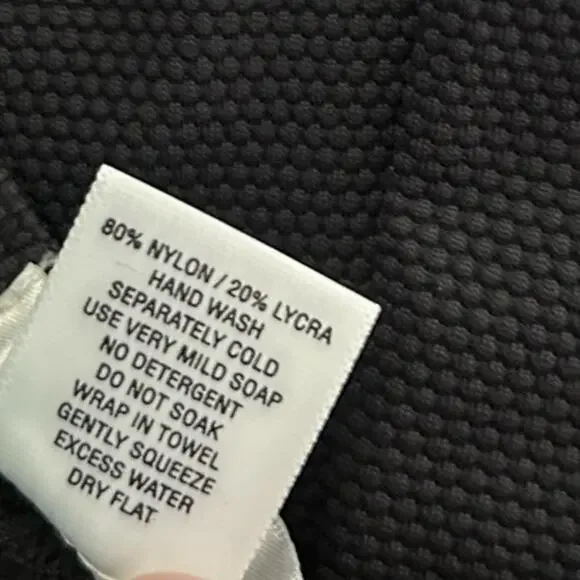 80% NYLON / 20% LYCRA
HAND WASH
SEPARATELY COLD
USE VERY MILD SOAP
NO DETERGENT
DO NOT SOAK
WRAP IN TOWEL
GENTLY SQUEEZE
EXCESS WATER
DRY FLAT